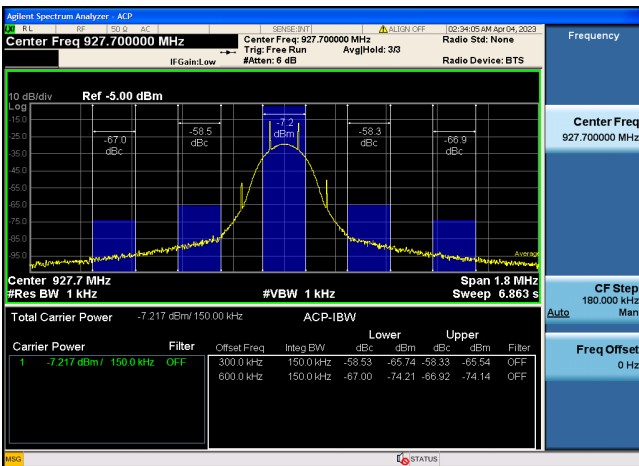 Agilent Spectrum Analyzer - ACP
RL RF 50 Ω AC SENSE:INT ALIGN OFF 02:34:05 AM Apr 04, 2023
Center Freq 927.700000 MHz
Center Freq: 927.700000 MHz Radio Std: None
Trig: Free Run Avg|Hold: 3/3
IFGain:Low #Atten: 6 dB Radio Device: BTS
10 dB/div Ref -5.00 dBm
Log
-15.0
-25.0
-35.0
-45.0
-55.0
-65.0
-75.0
-85.0
-95.0
-67.0 dBc
-58.5 dBc
-7.2 dBm
-58.3 dBc
-66.9 dBc
Average
Center 927.7 MHz Span 1.8 MHz
#Res BW 1 kHz #VBW 1 kHz Sweep 6.863 s
Total Carrier Power -7.217 dBm/ 150.00 kHz ACP-IBW
Lower Upper
Carrier Power Filter Offset Freq Integ BW dBc dBm dBc dBm Filter
1 -7.217 dBm / 150.0 kHz OFF 300.0 kHz 150.0 kHz -58.53 -65.74 -58.33 -65.54 OFF
600.0 kHz 150.0 kHz -67.00 -74.21 -66.92 -74.14 OFF
MSG STATUS
Frequency
Center Freq
927.700000 MHz
CF Step
180.000 kHz
Auto Man
Freq Offset
0 Hz